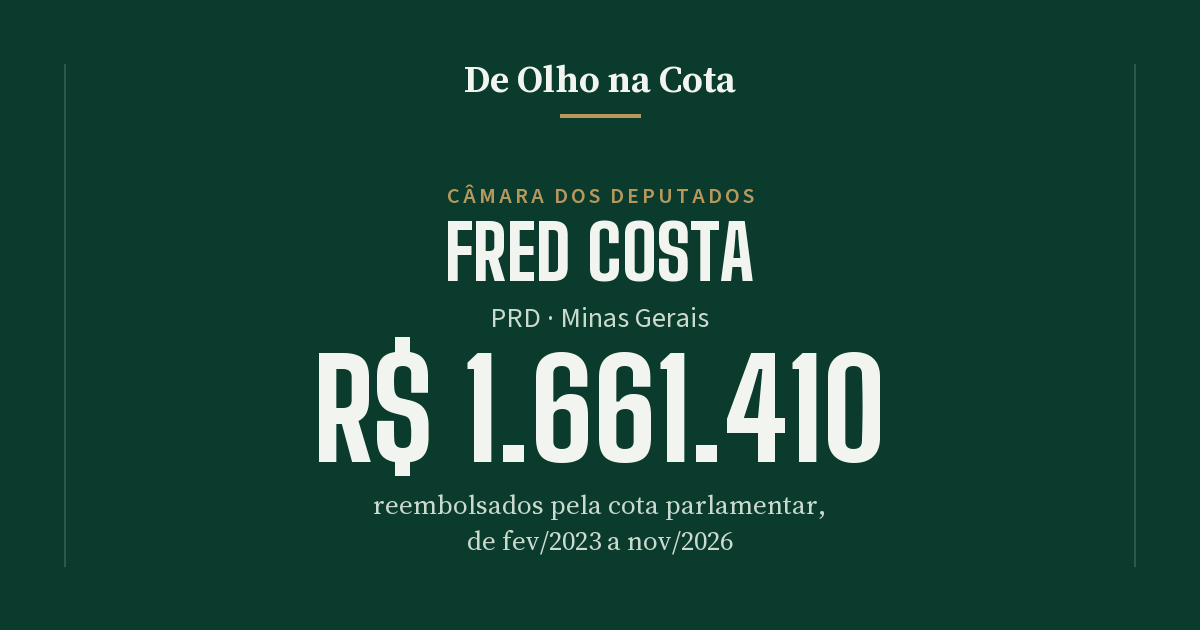 De Olho na Cota
CÂMARA DOS DEPUTADOS
FRED COSTA
PRD · Minas Gerais
R$ 1.661.410
reembolsados pela cota parlamentar,
de fev/2023 a nov/2026